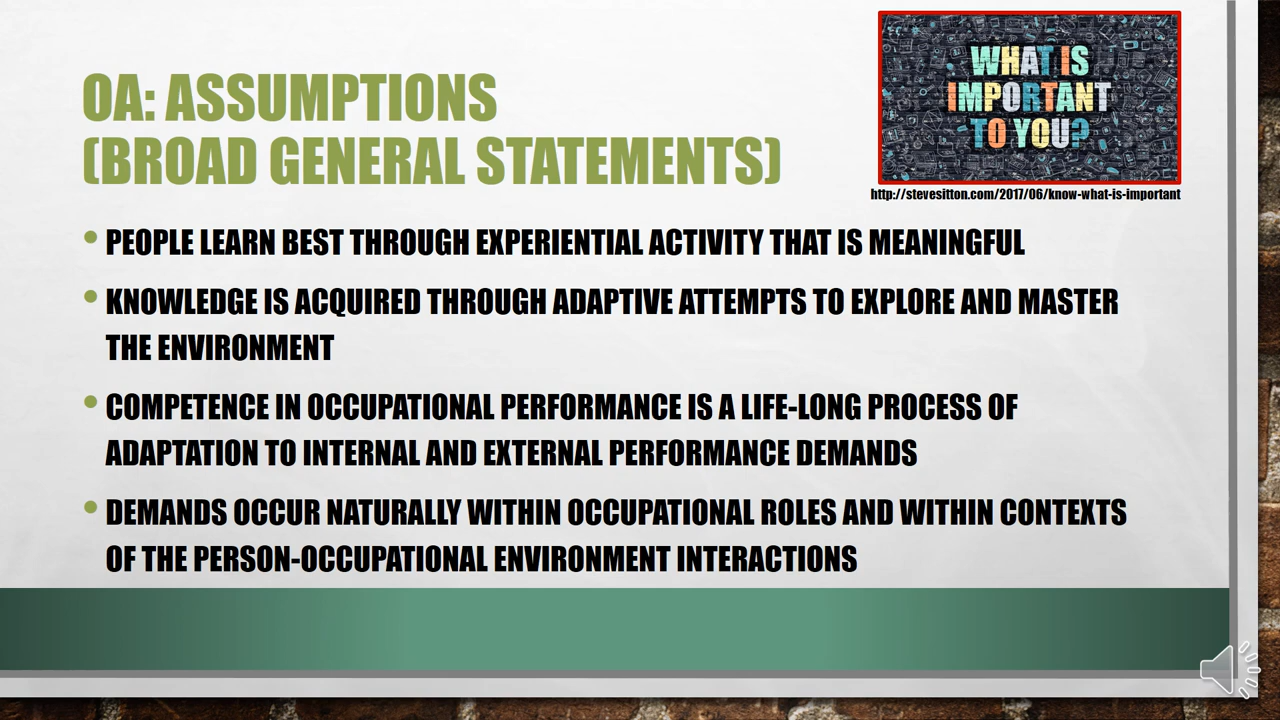 OA: ASSUMPTIONS
(BROAD GENERAL STATEMENTS)
WHAT IS
IMPORTANT
TO YOU?
http://stevesitton.com/2017/06/know-what-is-important
• PEOPLE LEARN BEST THROUGH EXPERIENTIAL ACTIVITY THAT IS MEANINGFUL
• KNOWLEDGE IS ACQUIRED THROUGH ADAPTIVE ATTEMPTS TO EXPLORE AND MASTER
THE ENVIRONMENT
• COMPETENCE IN OCCUPATIONAL PERFORMANCE IS A LIFE-LONG PROCESS OF
ADAPTATION TO INTERNAL AND EXTERNAL PERFORMANCE DEMANDS
• DEMANDS OCCUR NATURALLY WITHIN OCCUPATIONAL ROLES AND WITHIN CONTEXTS
OF THE PERSON-OCCUPATIONAL ENVIRONMENT INTERACTIONS